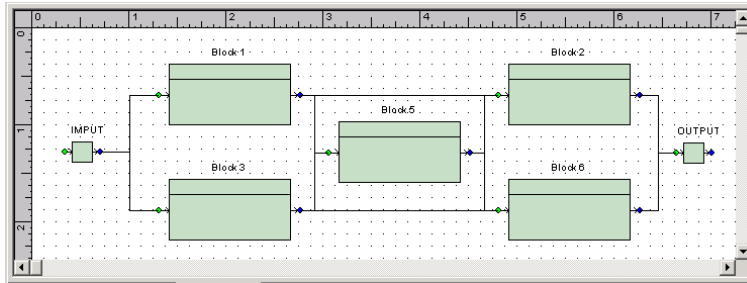 0 1 2 3 4 5 6 7
0
Block 1
Block 2
Block 5
1
IMPUT
OUTPUT
Block 3
Block 6
2